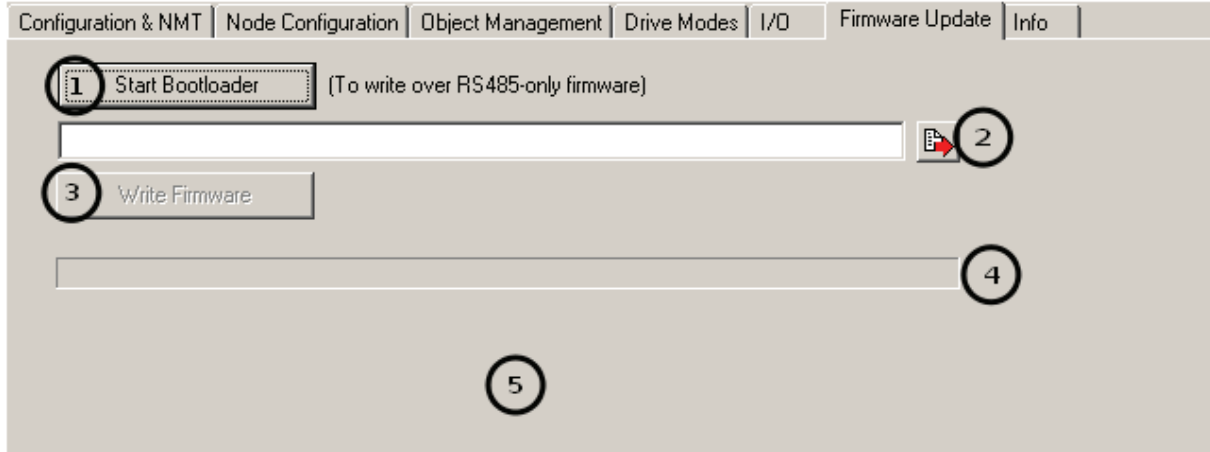 Configuration & NMT Node Configuration Object Management Drive Modes I/O Firmware Update Info
1 Start Bootloader (To write over RS485-only firmware)
2
3 Write Firmware
4
5